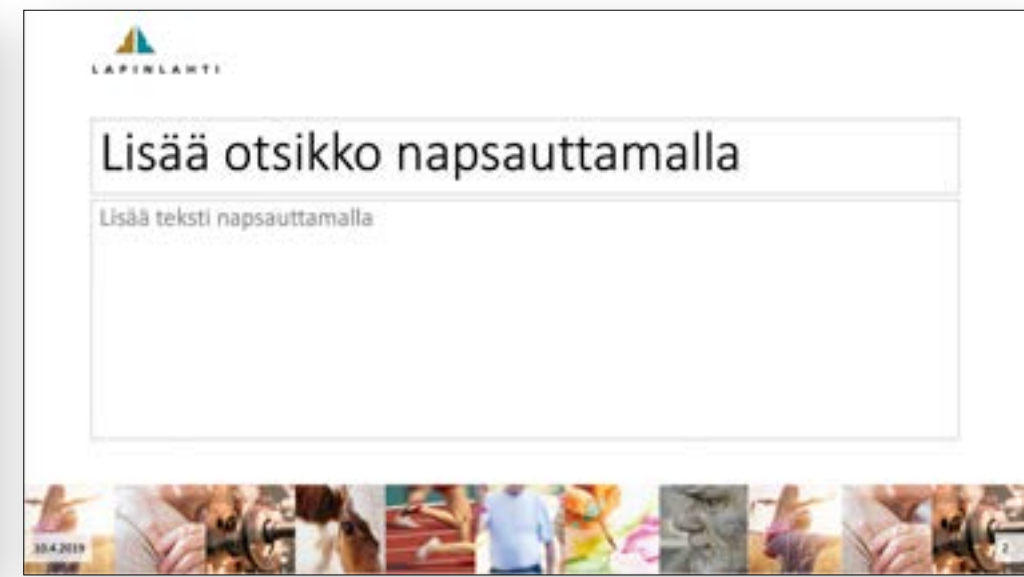 LAPINLAHTI
Lisää otsikko napsauttamalla
Lisää teksti napsauttamalla
10.4.2019
2